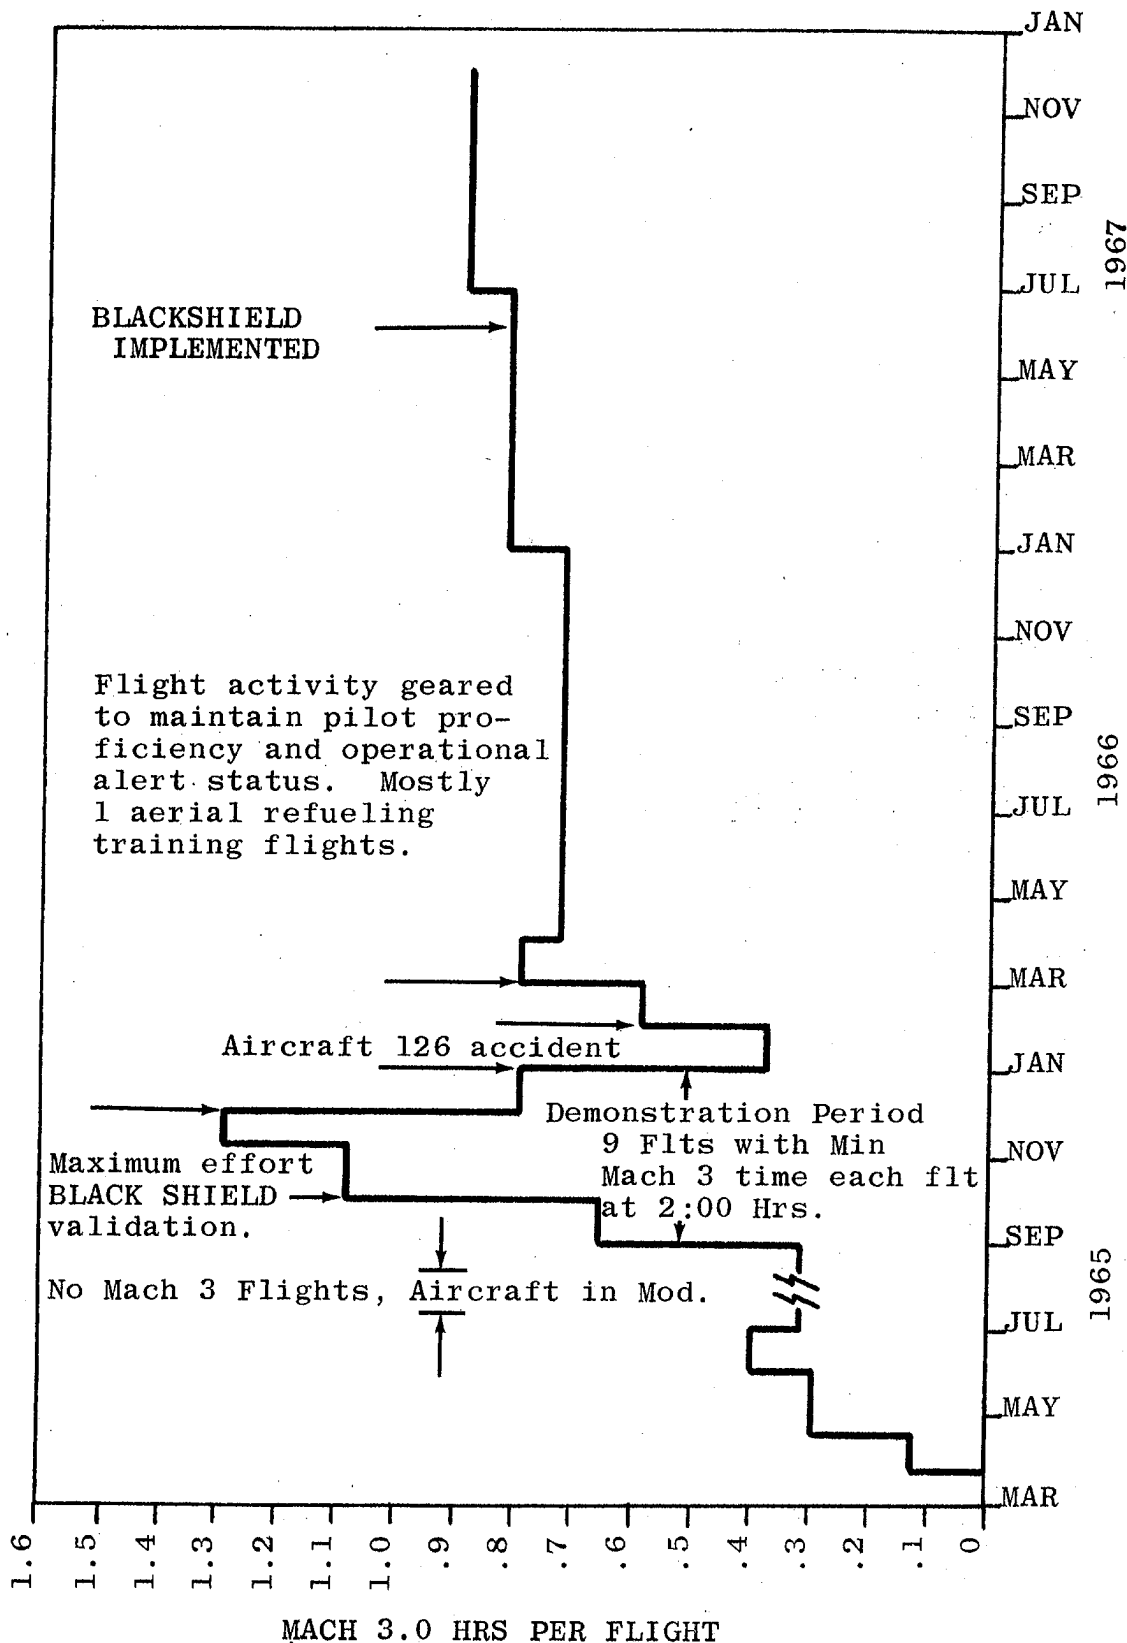 JAN
NOV
SEP
1967
JUL
BLACKSHIELD
IMPLEMENTED
MAY
MAR
JAN
NOV
Flight activity geared
to maintain pilot pro-
ficiency and operational
alert status. Mostly
1 aerial refueling
training flights.
SEP
1966
JUL
MAY
MAR
Aircraft 126 accident
JAN
Demonstration Period
9 Flts with Min
Mach 3 time each flt
at 2:00 Hrs.
NOV
Maximum effort
BLACK SHIELD
validation.
SEP
1965
No Mach 3 Flights, Aircraft in Mod.
JUL
MAY
MAR
1.6
1.5
1.4
1.3
1.2
1.1
1.0
.9
.8
.7
.6
.5
.4
.3
.2
.1
0
MACH 3.0 HRS PER FLIGHT